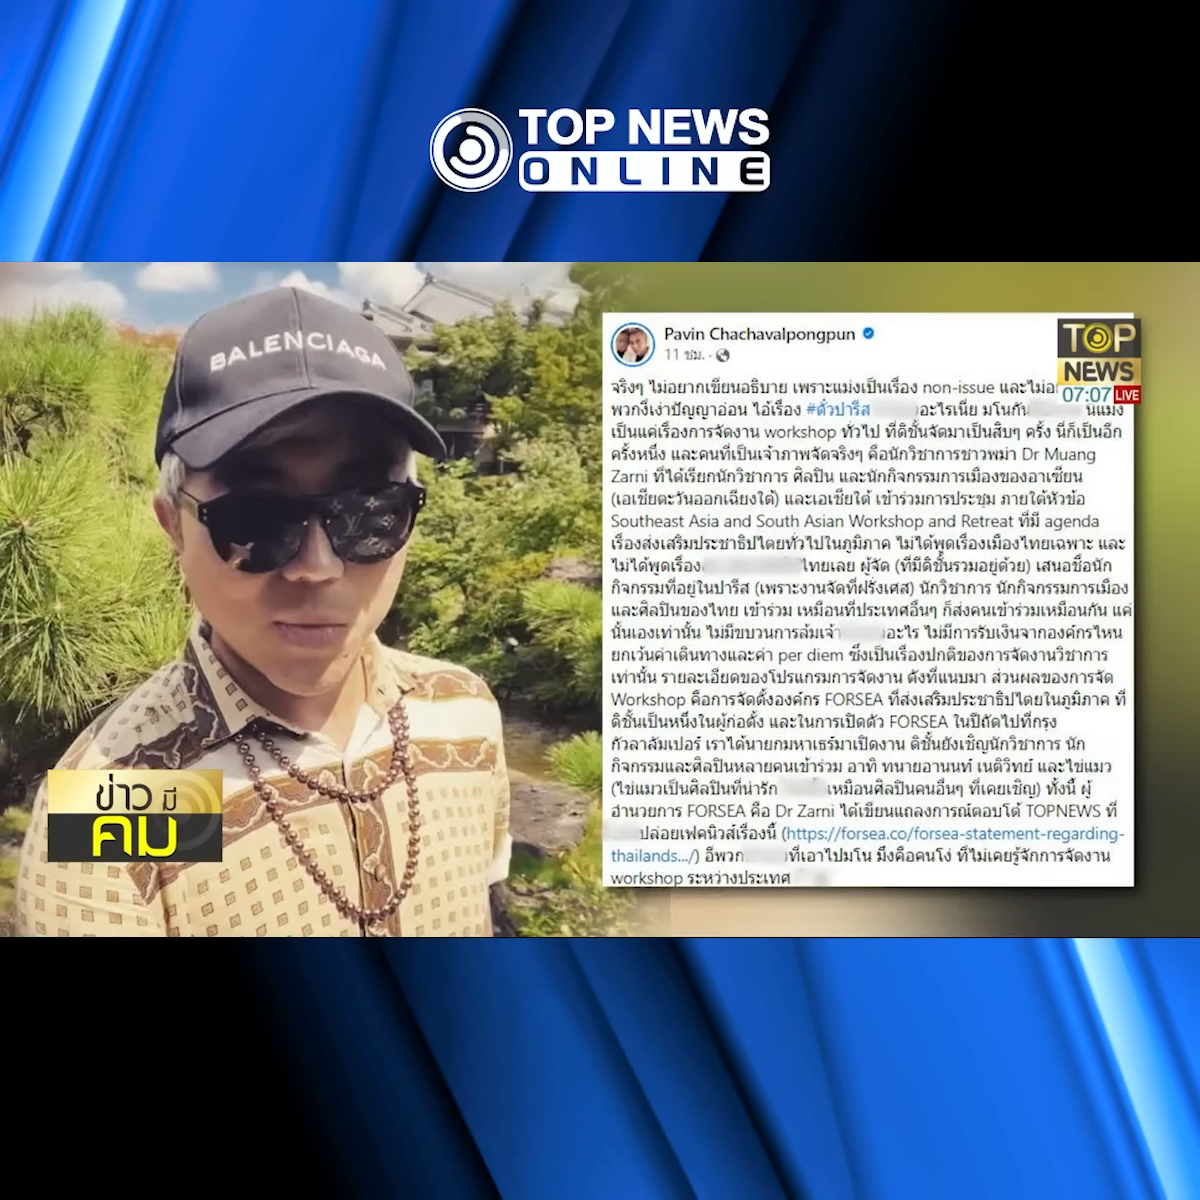 TOP NEWS
ONLINE
BALENCIAGA
ข่าวมี
คม
TOP
NEWS
07:07 LIVE
Pavin Chachavalpongpun
11 ชม.
จริงๆ ไม่อยากเขียนอธิบาย เพราะแม่งเป็นเรื่อง non-issue และไม่อ
พวกงี่เง่าปัญญาอ่อน ไอ้เรื่อง #ตั๋วปารีส อะไรเนี่ย มโนกัน นี่แม่ง
เป็นแค่เรื่องการจัดงาน workshop ทั่วไป ที่ดิชั้นจัดมาเป็นสิบๆ ครั้ง นี่ก็เป็นอีก
ครั้งหนึ่ง และคนที่เป็นเจ้าภาพจัดจริงๆ คือนักวิชาการชาวพม่า Dr Muang
Zarni ที่ได้เรียกนักวิชาการ ศิลปิน และนักกิจกรรมการเมืองของอาเซียน
(เอเชียตะวันออกเฉียงใต้) และเอเชียใต้ เข้าร่วมการประชุม ภายใต้หัวข้อ
Southeast Asia and South Asian Workshop and Retreat ที่มี agenda
เรื่องส่งเสริมประชาธิปไตยทั่วไปในภูมิภาค ไม่ได้พูดเรื่องเมืองไทยเฉพาะ และ
ไม่ได้พูดเรื่อง ไทยเลย ผู้จัด (ที่มีดิชั้นรวมอยู่ด้วย) เสนอชื่อนัก
กิจกรรมที่อยู่ในปารีส (เพราะงานจัดที่ฝรั่งเศส) นักวิชาการ นักกิจกรรมการเมือง
และศิลปินของไทย เข้าร่วม เหมือนที่ประเทศอื่นๆ ก็ส่งคนเข้าร่วมเหมือนกัน แค่
นั้นเองเท่านั้น ไม่มีขบวนการล้มเจ้า อะไร ไม่มีการรับเงินจากองค์กรไหน
ยกเว้นค่าเดินทางและค่า per diem ซึ่งเป็นเรื่องปกติของการจัดงานวิชาการ
เท่านั้น รายละเอียดของโปรแกรมการจัดงาน ดังที่แนบมา ส่วนผลของการจัด
Workshop คือการจัดตั้งองค์กร FORSEA ที่ส่งเสริมประชาธิปไตยในภูมิภาค ที่
ดิชั้นเป็นหนึ่งในผู้ก่อตั้ง และในการเปิดตัว FORSEA ในปีถัดไปที่กรุง
กัวลาลัมเปอร์ เราได้นายกมหาเธร์มาเปิดงาน ดิชั้นยังเชิญนักวิชาการ นัก
กิจกรรมและศิลปินหลายคนเข้าร่วม อาทิ ทนายอานนท์ เนติวิทย์ และไข่แมว
(ไข่แมวเป็นศิลปินที่น่ารัก เหมือนศิลปินคนอื่นๆ ที่เคยเชิญ) ทั้งนี้ ผู้
อำนวยการ FORSEA คือ Dr Zarni ได้เขียนแถลงการณ์ตอบโต้ TOPNEWS ที่
ปล่อยเฟคนิวส์เรื่องนี้ (https://forsea.co/forsea-statement-regarding-
thailands.../) อีพวก ที่เอาไปมโน มึงคือคนโง่ ที่ไม่เคยรู้จักการจัดงาน
workshop ระหว่างประเทศ